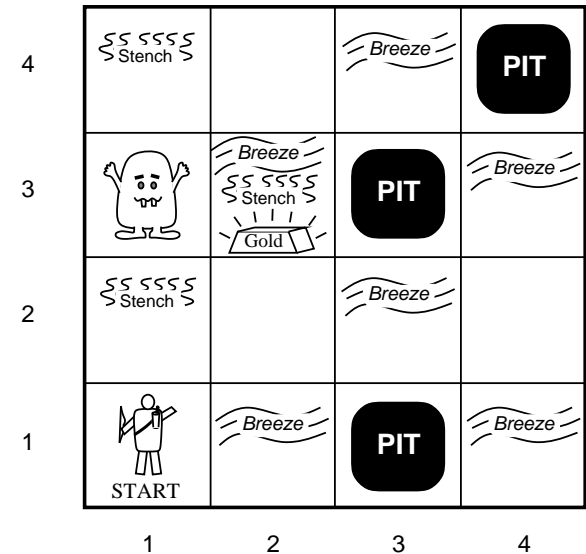 4
Stench
Breeze
PIT
3
Breeze
Stench
Gold
PIT
Breeze
2
Stench
Breeze
1
START
Breeze
PIT
Breeze
1 2 3 4